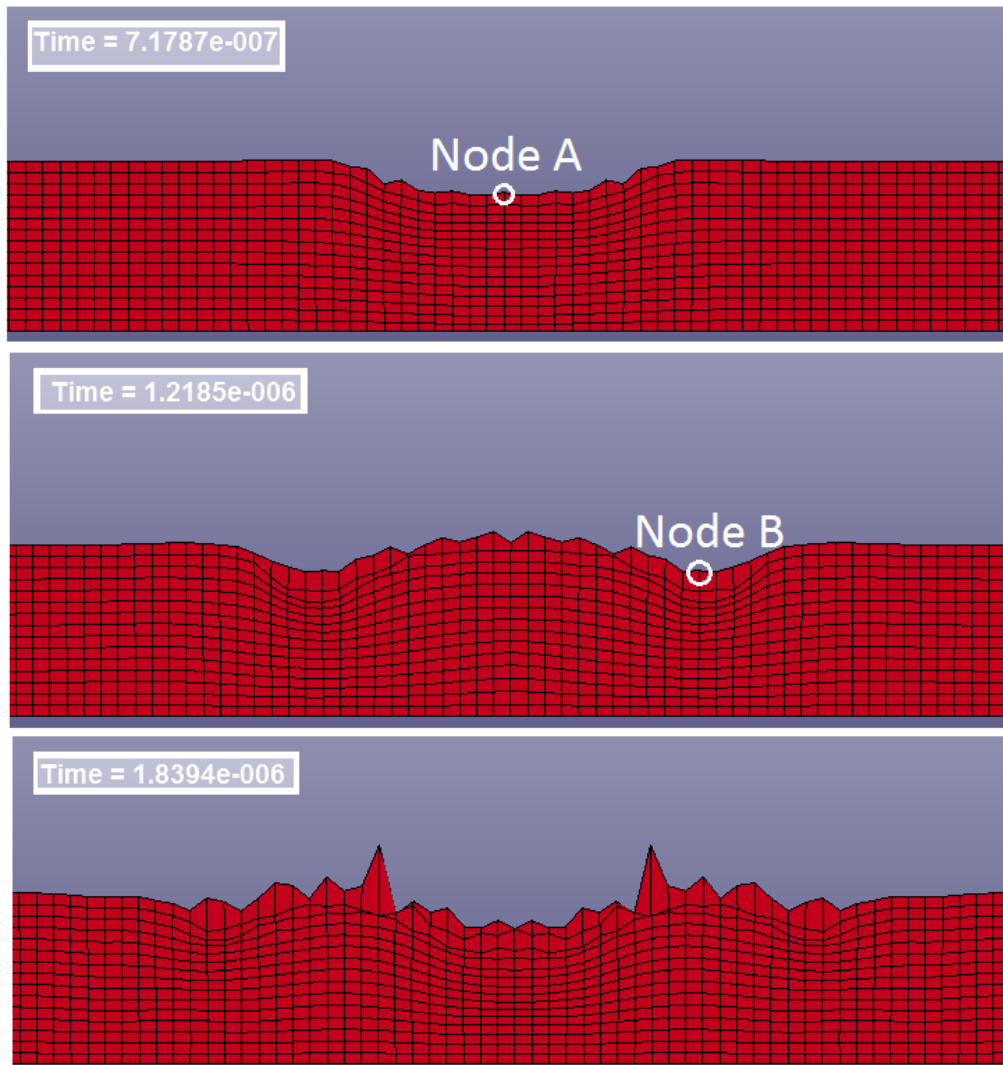 Time = 7.1787e-007
Node A
Time = 1.2185e-006
Node B
Time = 1.8394e-006